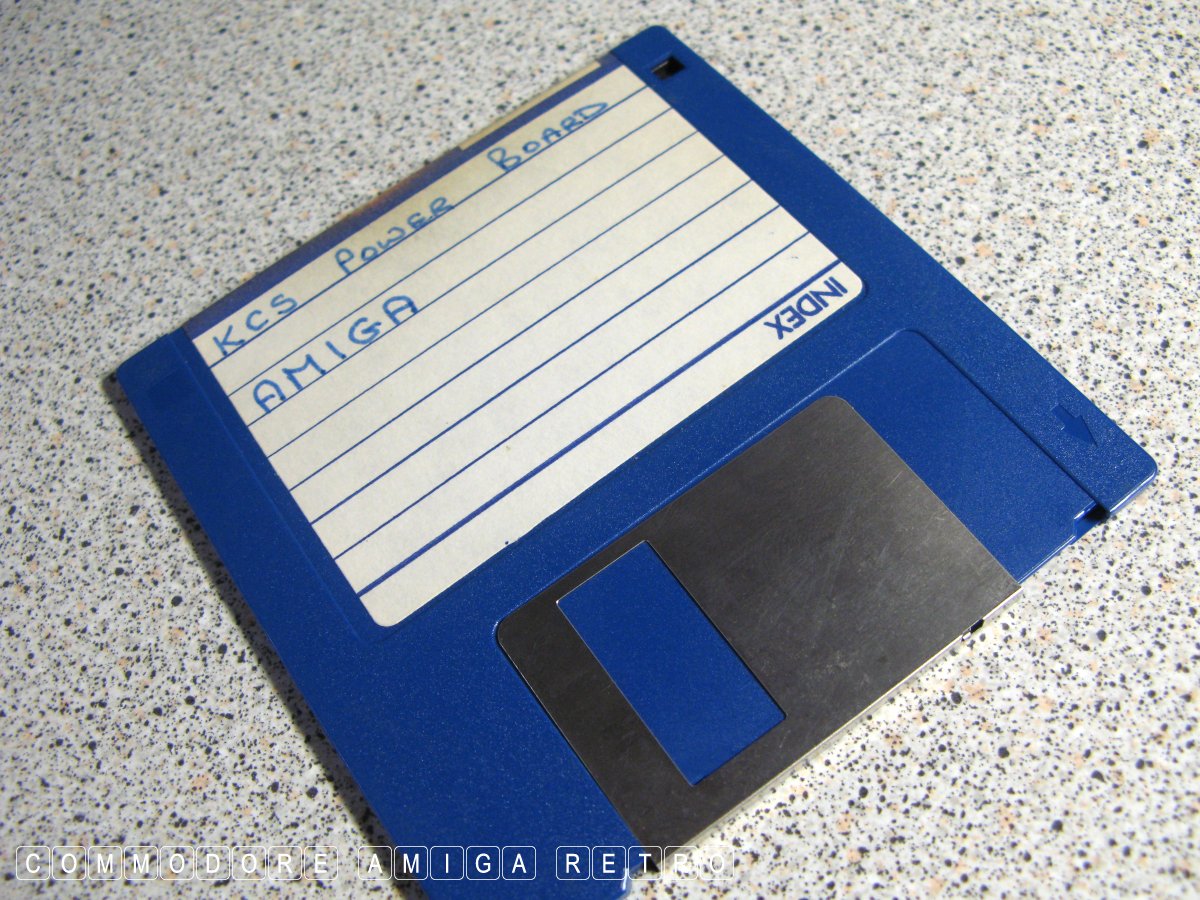 KCS POWER BOARD
AMIGA
INDEX
COMMODORE AMIGA RETRO